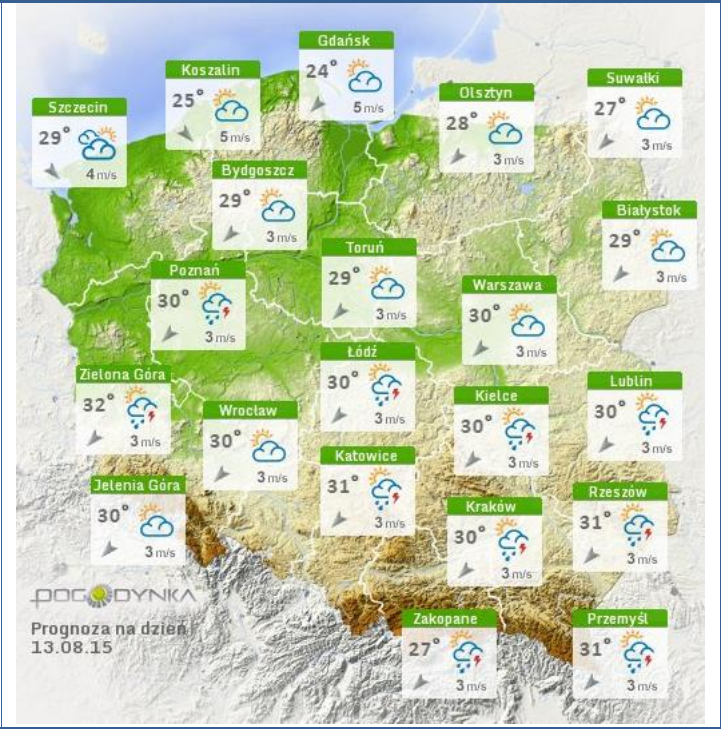 Gdańsk
24°
5 m/s
Koszalin
25°
5 m/s
Suwałki
27°
3 m/s
Olsztyn
28°
3 m/s
Szczecin
29°
4 m/s
Bydgoszcz
29°
3 m/s
Białystok
29°
3 m/s
Toruń
29°
3 m/s
Poznań
30°
3 m/s
Warszawa
30°
3 m/s
Łódź
30°
3 m/s
Zielona Góra
32°
3 m/s
Lublin
30°
3 m/s
Kielce
30°
3 m/s
Wrocław
30°
3 m/s
Katowice
31°
3 m/s
Jelenia Góra
30°
3 m/s
Rzeszów
31°
3 m/s
Kraków
30°
3 m/s
POGODYNKA
Prognoza na dzień
13.08.15
Zakopane
27°
3 m/s
Przemyśl
31°
3 m/s